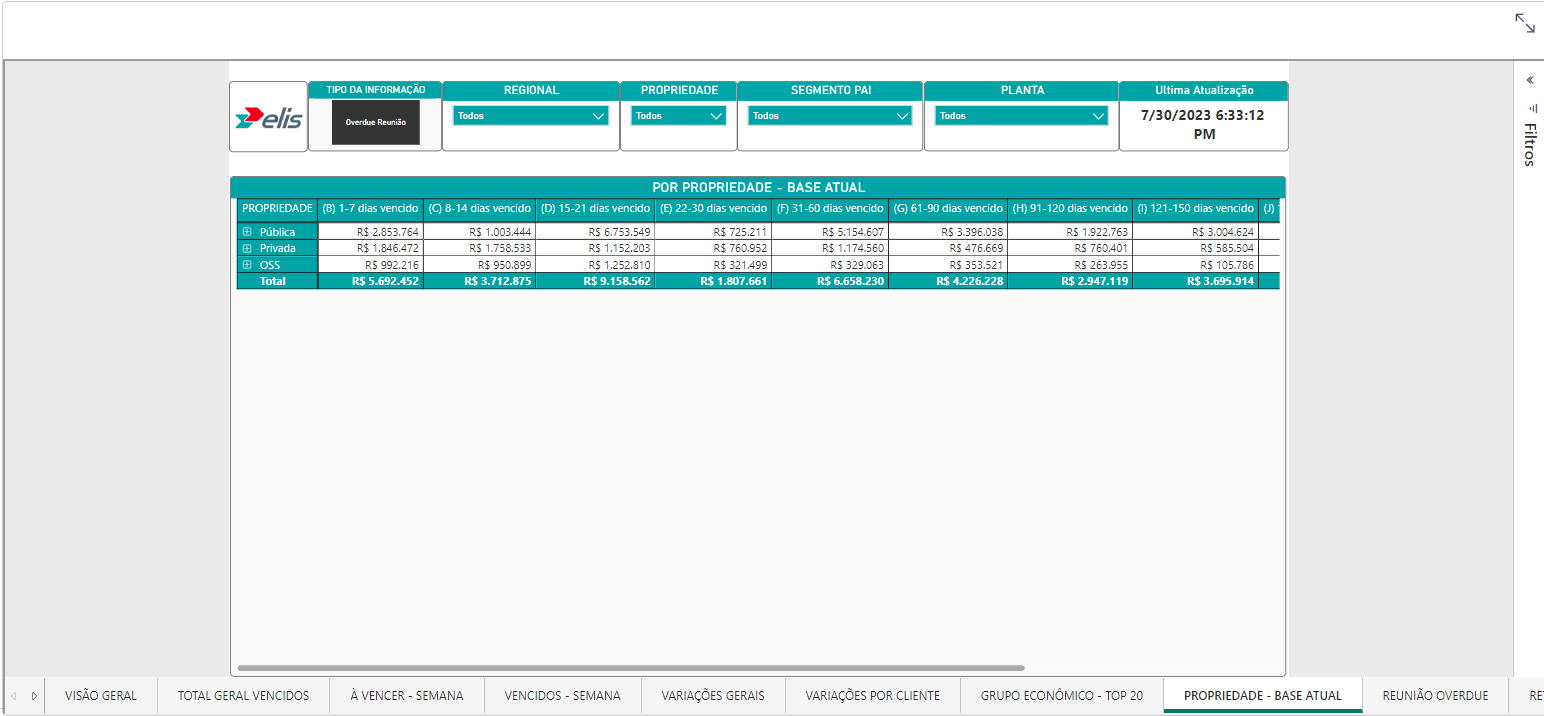 elis
TIPO DA INFORMAÇÃO
Overdue Reunião
REGIONAL
Todos
PROPRIEDADE
Todos
SEGMENTO PAI
Todos
PLANTA
Todos
Ultima Atualização
7/30/2023 6:33:12
PM
Filtros
POR PROPRIEDADE - BASE ATUAL
PROPRIEDADE (B) 1-7 dias vencido (C) 8-14 dias vencido (D) 15-21 dias vencido (E) 22-30 dias vencido (F) 31-60 dias vencido (G) 61-90 dias vencido (H) 91-120 dias vencido (I) 121-150 dias vencido (J)
Pública R$ 2.853.764 R$ 1.003.444 R$ 6.753.549 R$ 725.211 R$ 5.154.607 R$ 3.396.038 R$ 1.922.763 R$ 3.004.624
Privada R$ 1.846.472 R$ 1.758.533 R$ 1.152.203 R$ 760.952 R$ 1.174.560 R$ 476.669 R$ 760.401 R$ 585.504
OSS R$ 992.216 R$ 950.899 R$ 1.252.810 R$ 321.499 R$ 329.063 R$ 353.521 R$ 263.955 R$ 105.786
Total R$ 5.692.452 R$ 3.712.875 R$ 9.158.562 R$ 1.807.661 R$ 6.658.230 R$ 4.226.228 R$ 2.947.119 R$ 3.695.914
VISÃO GERAL TOTAL GERAL VENCIDOS À VENCER - SEMANA VENCIDOS - SEMANA VARIAÇÕES GERAIS VARIAÇÕES POR CLIENTE GRUPO ECONÔMICO - TOP 20 PROPRIEDADE - BASE ATUAL REUNIÃO OVERDUE